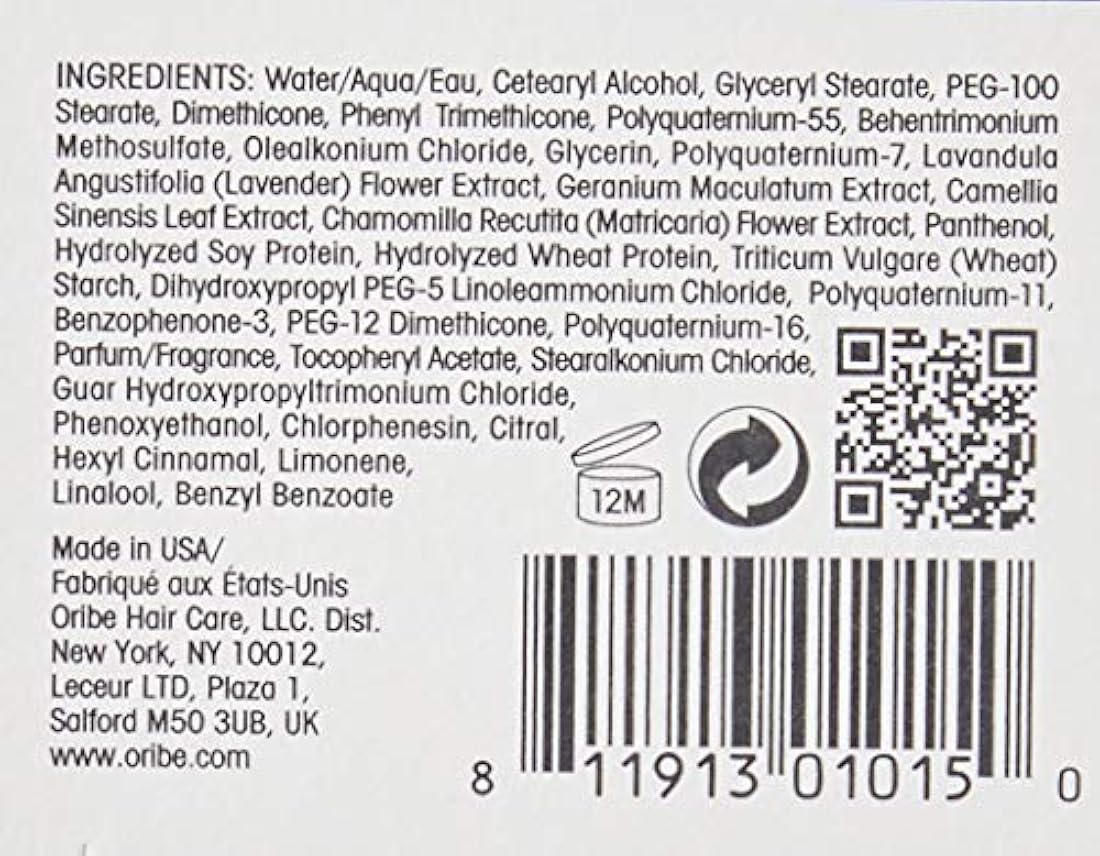 INGREDIENTS: Water/Aqua/Eau, Cetearyl Alcohol, Glyceryl Stearate, PEG-100
Stearate, Dimethicone, Phenyl Trimethicone, Polyquaternium-55, Behentrimonium
Methosulfate, Olealkonium Chloride, Glycerin, Polyquaternium-7, Lavandula
Angustifolia (Lavender) Flower Extract, Geranium Maculatum Extract, Camellia
Sinensis Leaf Extract, Chamomilla Recutita (Matricaria) Flower Extract, Panthenol,
Hydrolyzed Soy Protein, Hydrolyzed Wheat Protein, Triticum Vulgare (Wheat)
Starch, Dihydroxypropyl PEG-5 Linoleammonium Chloride, Polyquaternium-11,
Benzophenone-3, PEG-12 Dimethicone, Polyquaternium-16,
Parfum/Fragrance, Tocopheryl Acetate, Stearalkonium Chloride,
Guar Hydroxypropyltrimonium Chloride,
Phenoxyethanol, Chlorphenesin, Citral,
Hexyl Cinnamal, Limonene,
Linalool, Benzyl Benzoate
12M
Made in USA/
Fabriqué aux États-Unis
Oribe Hair Care, LLC. Dist.
New York, NY 10012,
Leceur LTD, Plaza 1,
Salford M50 3UB, UK
www.oribe.com
8 11913 01015 0